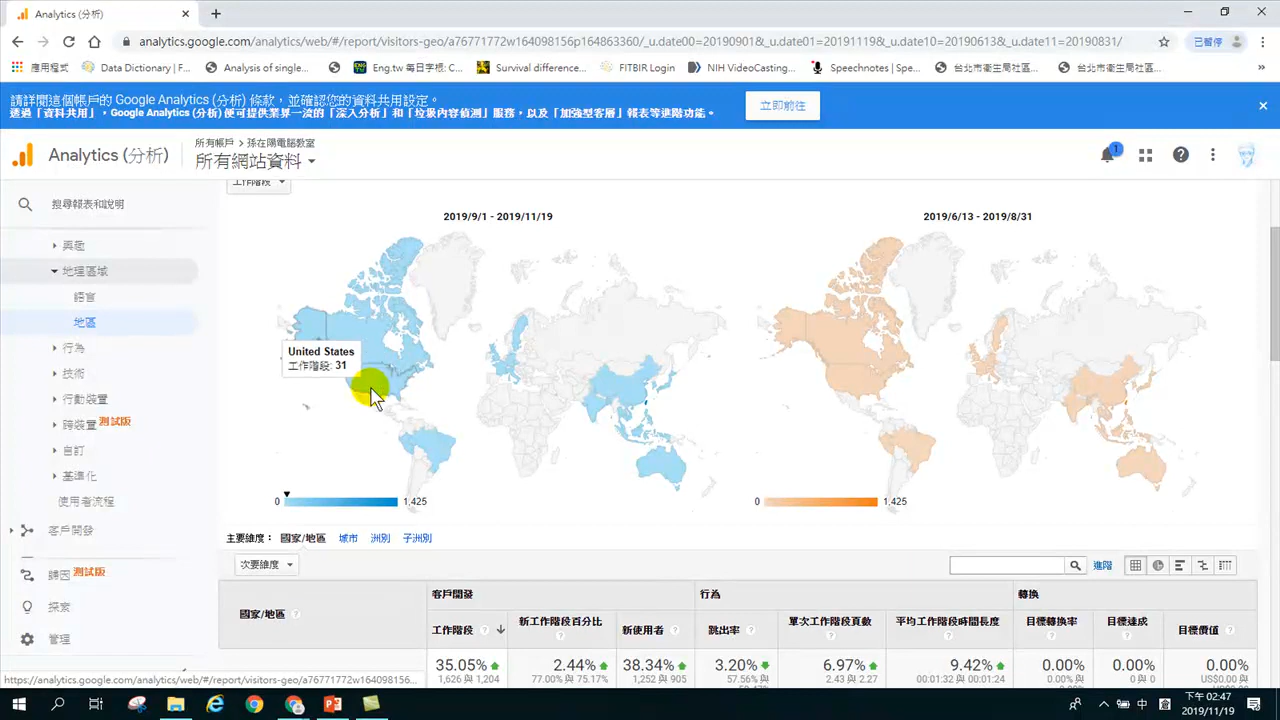 Analytics (分析)
analytics.google.com/analytics/web/#/report/visitors-geo/a76771772w164098156p164863360/_u.date00=20190901&_u.date01=20191119&_u.date10=20190613&_u.date11=20190831/
已暫停
應用程式
Data Dictionary | F...
Analysis of single...
Eng.tw 每日字根: C...
Survival difference...
FITBIR Login
NIH VideoCasting...
Speechnotes | Spe...
台北市衛生局社區...
台北市衛生局社區...
請詳閱這個帳戶的 Google Analytics (分析) 條款，並確認您的資料共用設定。
透過「資料共用」，Google Analytics (分析) 便可提供業界一流的「深入分析」和「垃圾內容偵測」服務，以及「加強型客層」報表等進階功能。
立即前往
Analytics (分析)
所有帳戶 > 孫在陽電腦教室
所有網站資料
1
搜尋報表和說明
興趣
地理區域
語言
地區
行為
技術
行動裝置
跨裝置 測試版
自訂
基準化
使用者流程
客戶開發
歸因 測試版
探索
管理
工作階段
2019/9/1 - 2019/11/19
2019/6/13 - 2019/8/31
United States
工作階段: 31
0
1,425
0
1,425
主要維度：
國家/地區
城市
洲別
子洲別
次要維度
進階
國家/地區
客戶開發
行為
轉換
工作階段
新工作階段百分比
新使用者
跳出率
單次工作階段頁數
平均工作階段時間長度
目標轉換率
目標達成
目標價值
35.05%
2.44%
38.34%
3.20%
6.97%
9.42%
0.00%
0.00%
0.00%
1,626 與 1,204
77.00% 與 75.17%
1,252 與 905
57.56% 與
2.43 與 2.27
00:01:32 與 00:01:24
0.00% 與
0 與 0
US$0.00 與
https://analytics.google.com/analytics/web/#/report/visitors-geo/a76771772w164098156...
中
下午 02:47
2019/11/19